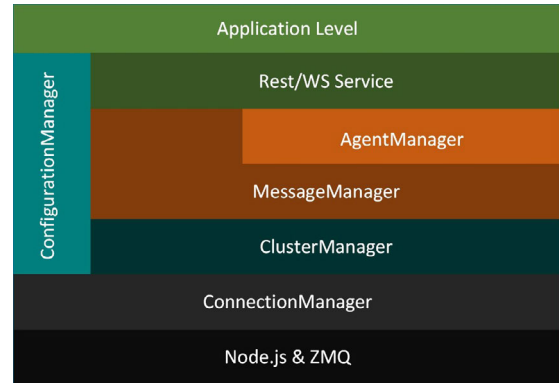 Application Level
ConfigurationManager
Rest/WS Service
AgentManager
MessageManager
ClusterManager
ConnectionManager
Node.js & ZMQ